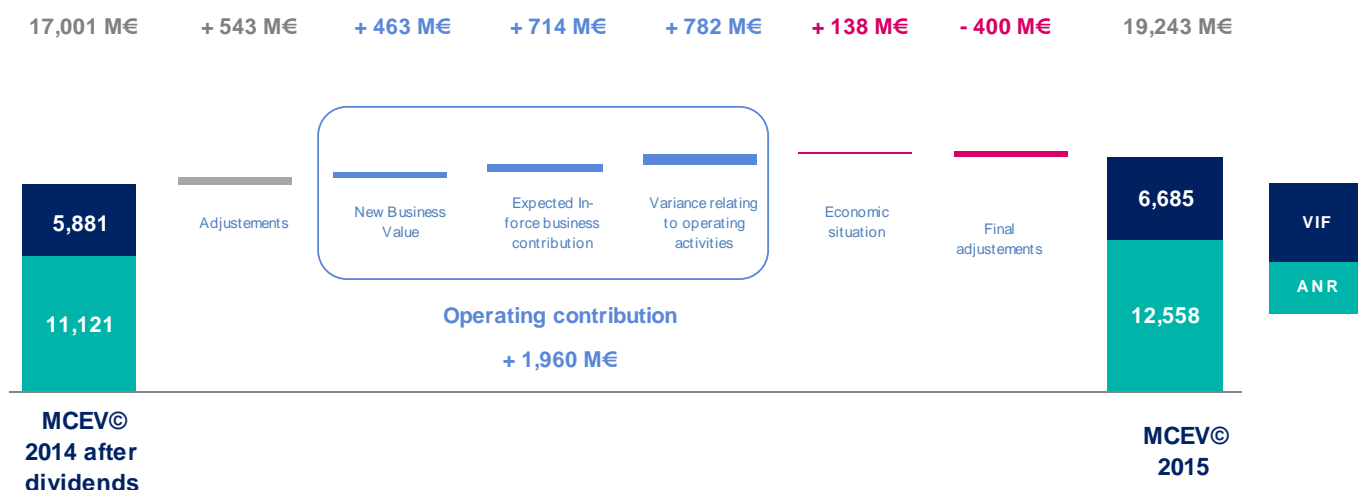 17,001 M€ + 543 M€ + 463 M€ + 714 M€ + 782 M€ + 138 M€ - 400 M€ 19,243 M€
5,881
11,121
Adjustements
New Business
Value
Expected In-
force business
contribution
Variance relating
to operating
activities
Economic
situation
Final
adjustements
6,685
12,558
VIF
ANR
Operating contribution
+ 1,960 M€
MCEV©
2014 after
dividends
MCEV©
2015